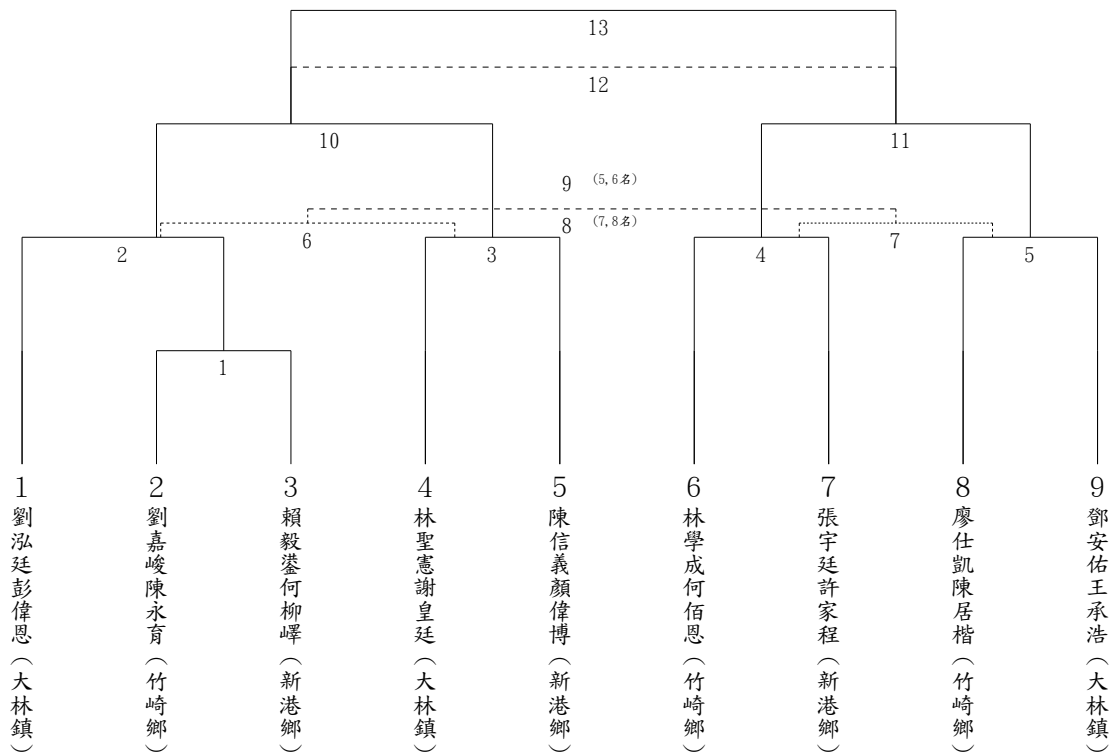 13
12
10
11
9 (5,6名)
8 (7,8名)
2
6
3
4
7
5
1
1 劉泓廷彭偉恩(大林鎮)
2 劉嘉峻陳永育(竹崎鄉)
3 賴毅鎏何柳嶧(新港鄉)
4 林聖憲謝皇廷(大林鎮)
5 陳信義顏偉博(新港鄉)
6 林學成何佰恩(竹崎鄉)
7 張宇廷許家程(新港鄉)
8 廖仕凱陳居楷(竹崎鄉)
9 鄧安佑王承浩(大林鎮)